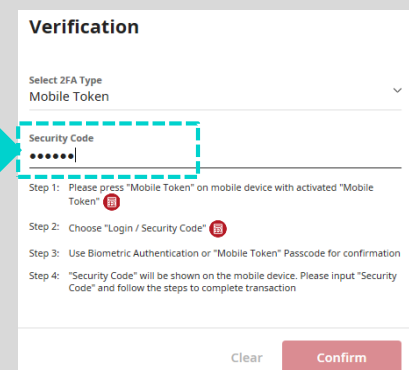 Verification
Select 2FA Type
Mobile Token
Security Code
••••••
Step 1: Please press "Mobile Token" on mobile device with activated "Mobile
Token"
Step 2: Choose "Login / Security Code"
Step 3: Use Biometric Authentication or "Mobile Token" Passcode for confirmation
Step 4: "Security Code" will be shown on the mobile device. Please input "Security
Code" and follow the steps to complete transaction
Clear Confirm